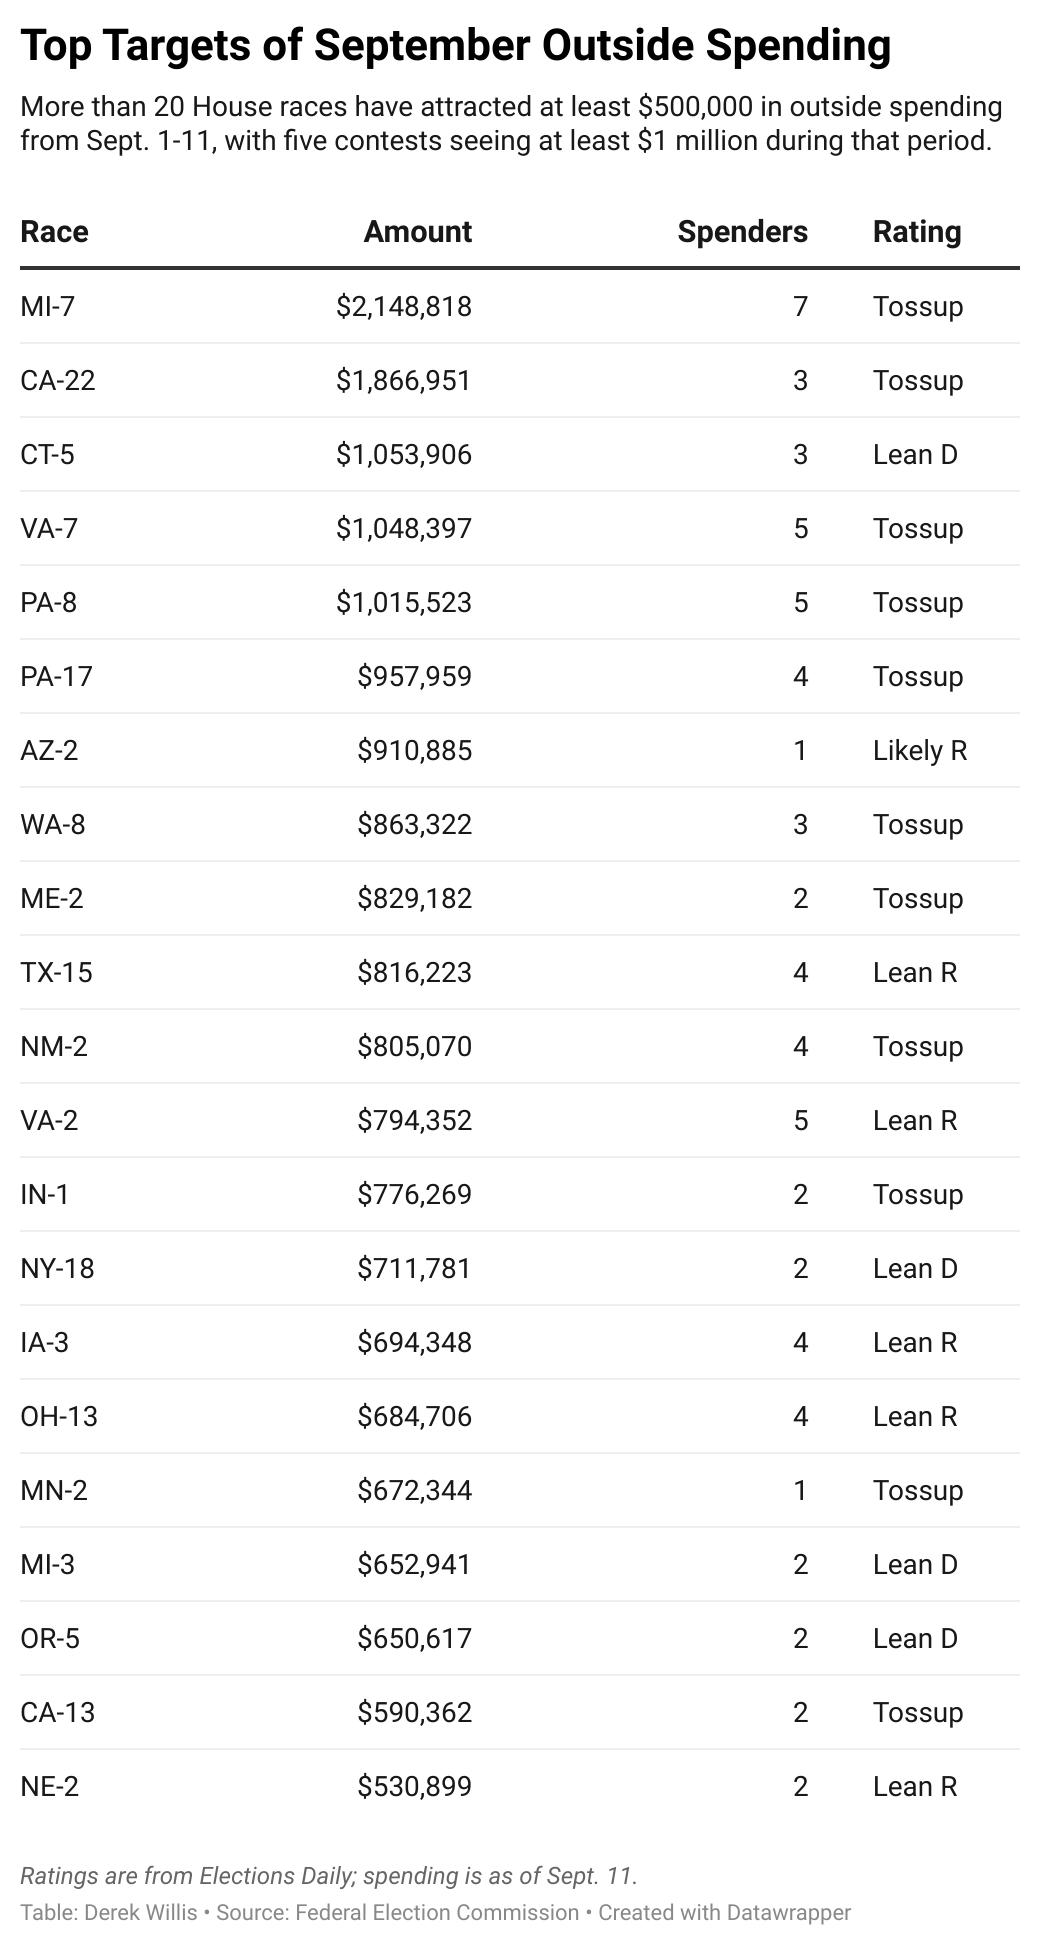 Top Targets of September Outside Spending
More than 20 House races have attracted at least $500,000 in outside spending
from Sept. 1-11, with five contests seeing at least $1 million during that period.
Race Amount Spenders Rating
MI-7 $2,148,818 7 Tossup
CA-22 $1,866,951 3 Tossup
CT-5 $1,053,906 3 Lean D
VA-7 $1,048,397 5 Tossup
PA-8 $1,015,523 5 Tossup
PA-17 $957,959 4 Tossup
AZ-2 $910,885 1 Likely R
WA-8 $863,322 3 Tossup
ME-2 $829,182 2 Tossup
TX-15 $816,223 4 Lean R
NM-2 $805,070 4 Tossup
VA-2 $794,352 5 Lean R
IN-1 $776,269 2 Tossup
NY-18 $711,781 2 Lean D
IA-3 $694,348 4 Lean R
OH-13 $684,706 4 Lean R
MN-2 $672,344 1 Tossup
MI-3 $652,941 2 Lean D
OR-5 $650,617 2 Lean D
CA-13 $590,362 2 Tossup
NE-2 $530,899 2 Lean R
Ratings are from Elections Daily; spending is as of Sept. 11.
Table: Derek Willis • Source: Federal Election Commission • Created with Datawrapper